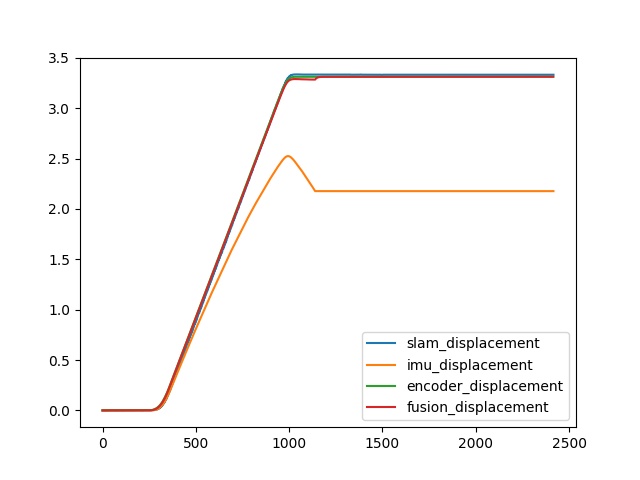 3.5
3.0
2.5
2.0
1.5
1.0
0.5
0.0
slam_displacement
imu_displacement
encoder_displacement
fusion_displacement
0 500 1000 1500 2000 2500